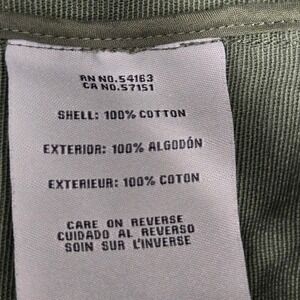 RN NO.54163
CA NO.57151
SHELL: 100% COTTON
EXTERIOR: 100% ALGODÓN
EXTERIEUR: 100% COTON
CARE ON REVERSE
CUIDADO AL REVERSO
SOIN SUR L'INVERSE